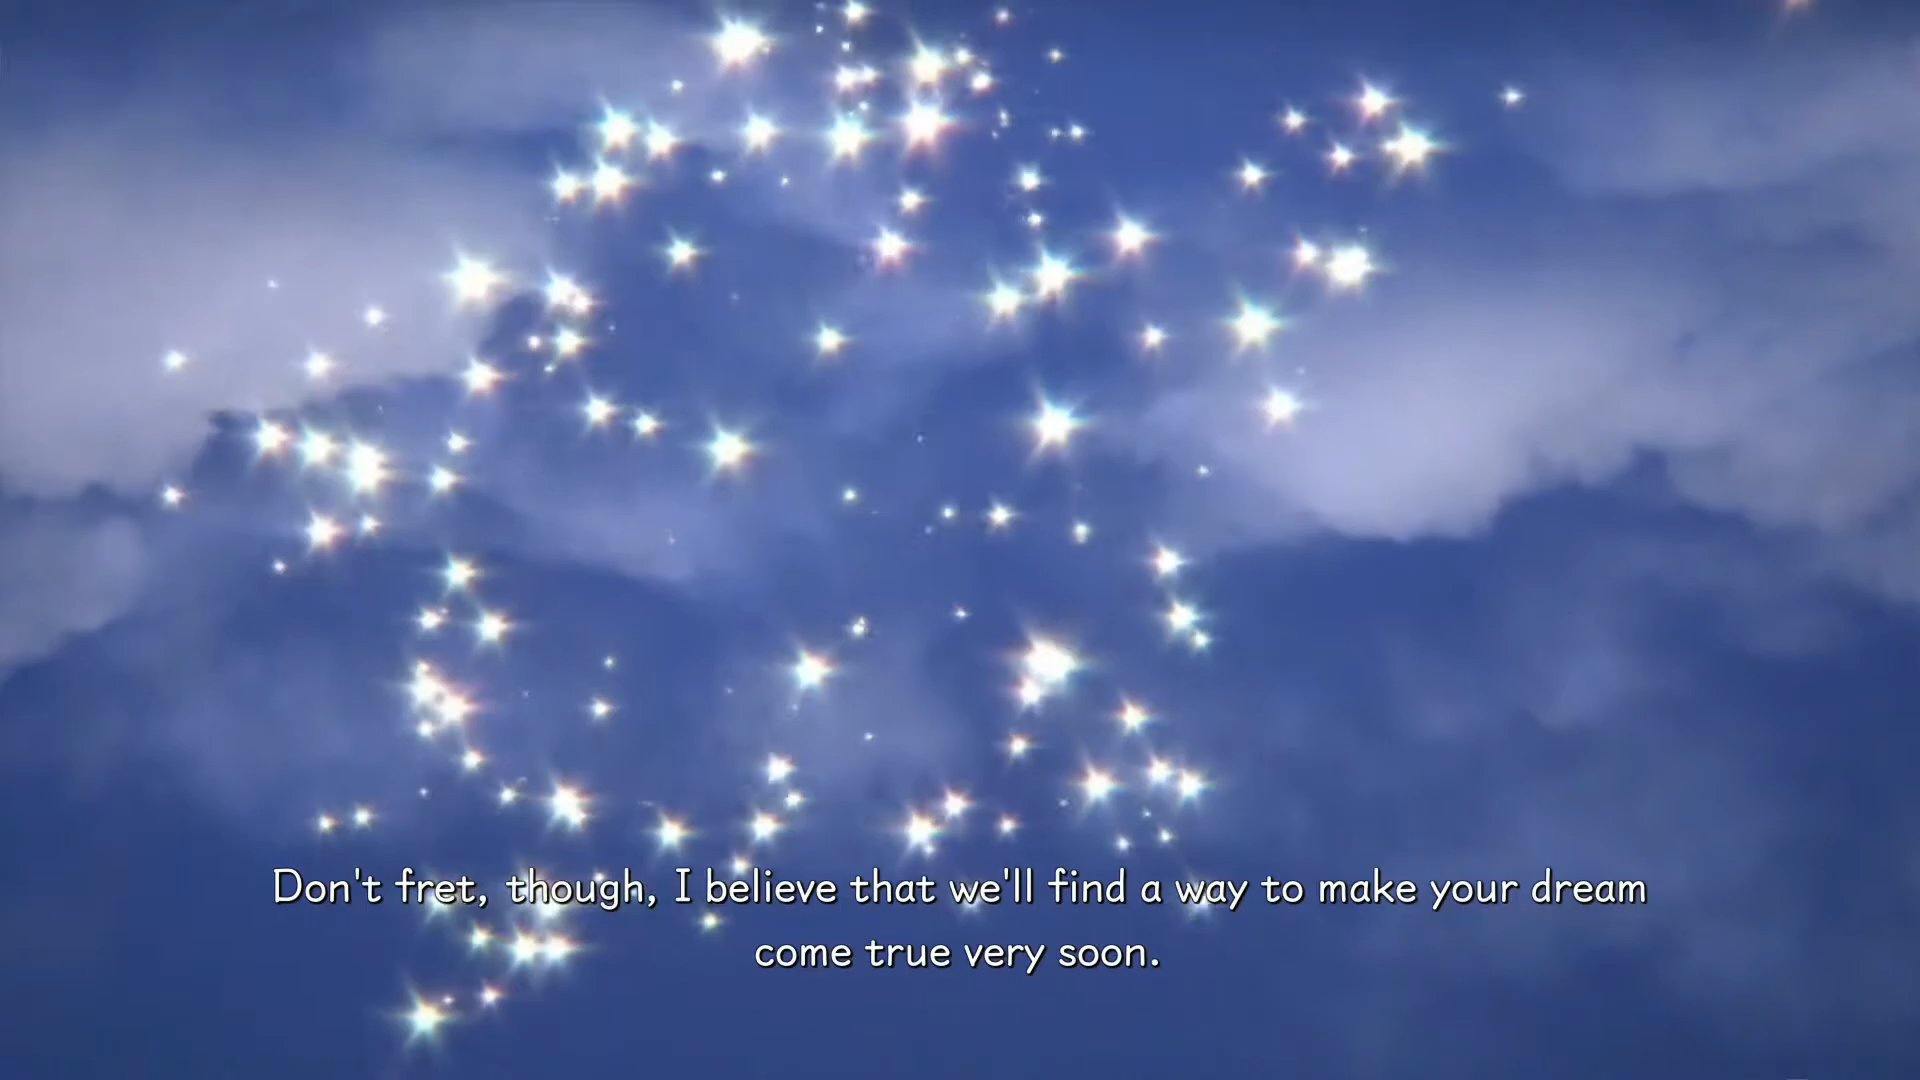 Don't fret, though, I believe that we'll find a way to make your dream
come true very soon.